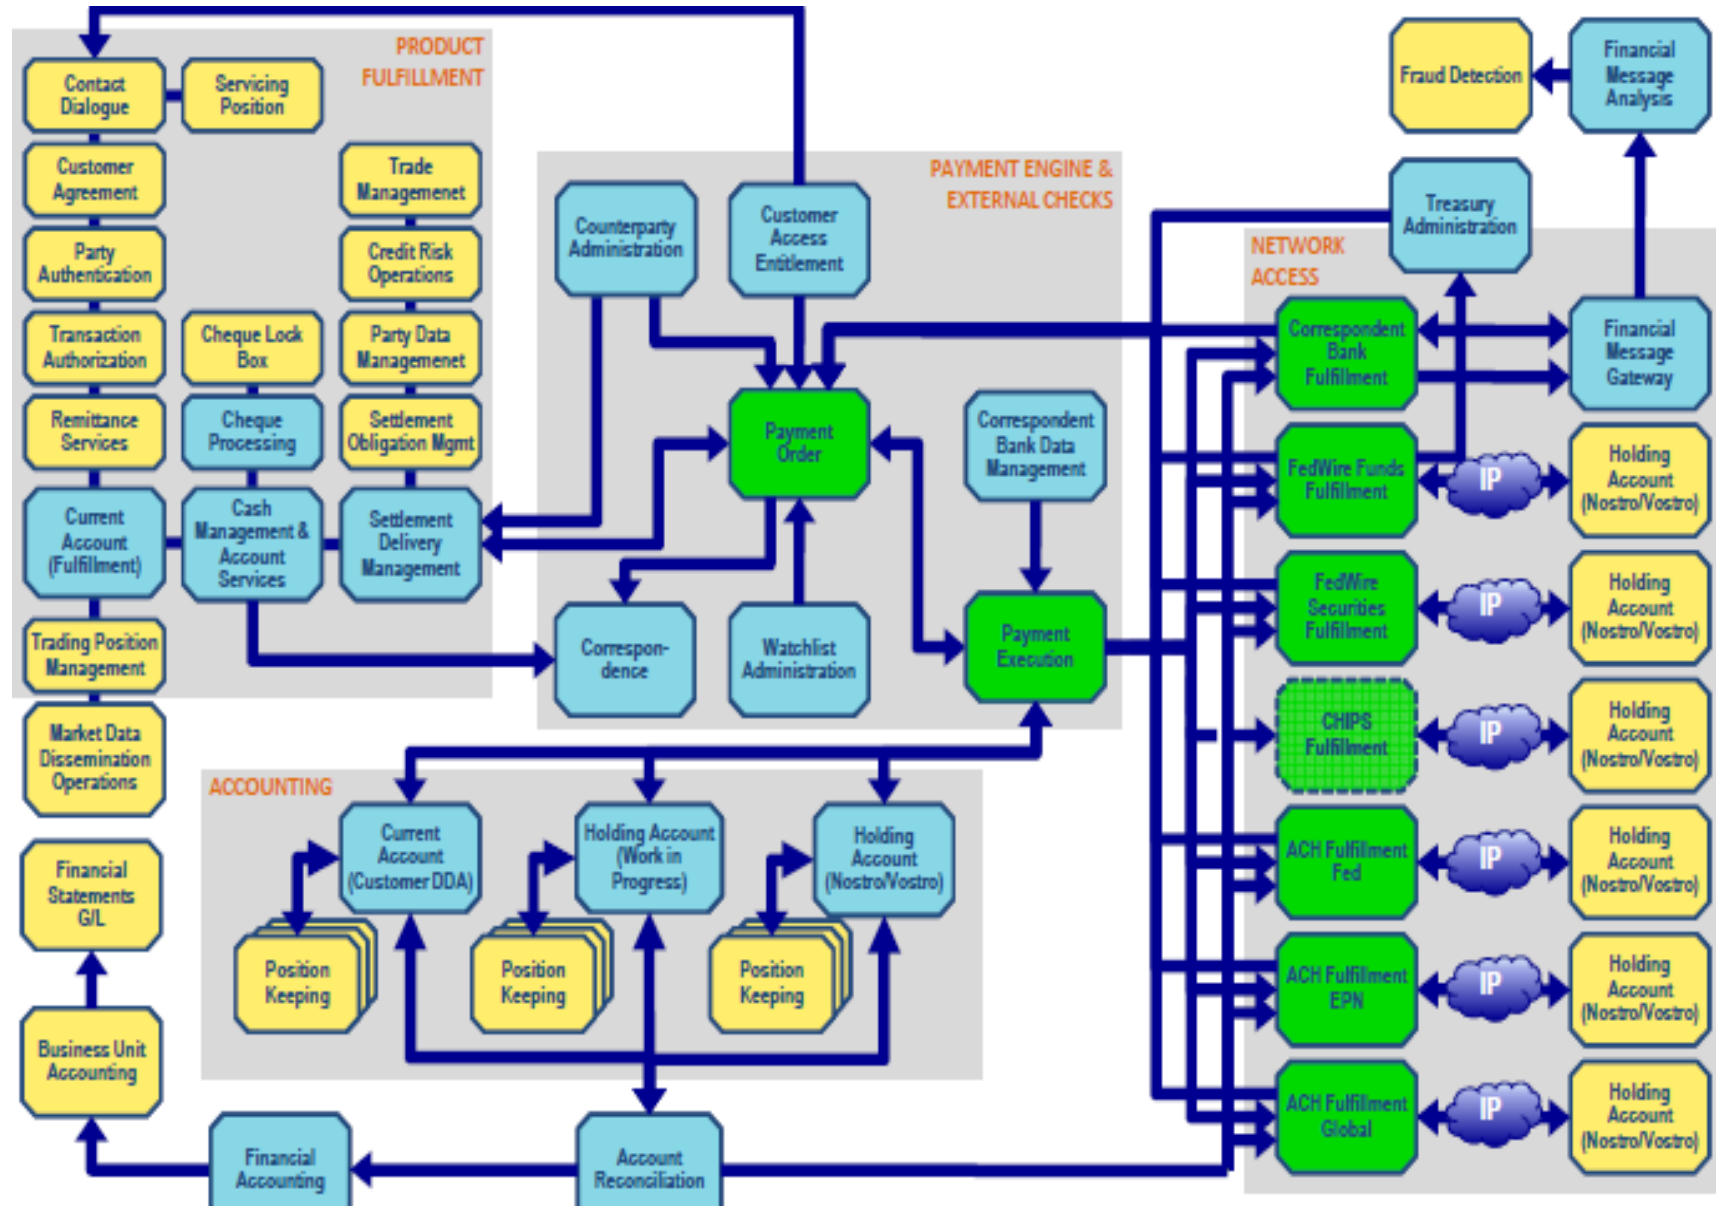 PRODUCT
FULFILLMENT
Contact
Dialogue
Servicing
Position
Customer
Agreement
Trade
Managemenet
Party
Authentication
Credit Risk
Operations
Transaction
Authorization
Cheque Lock
Box
Party Data
Managemenet
Remittance
Services
Cheque
Processing
Settlement
Obligation Mgmt
Current
Account
(Fulfillment)
Cash
Management &
Account
Services
Settlement
Delivery
Management
Trading Position
Management
Market Data
Dissemination
Operations
PAYMENT ENGINE &
EXTERNAL CHECKS
Counterparty
Administration
Customer
Access
Entitlement
Payment
Order
Correspondent
Bank Data
Management
Correspon-
dence
Watchlist
Administration
Payment
Execution
ACCOUNTING
Current
Account
(Customer DDA)
Holding Account
(Work in
Progress)
Holding
Account
(Nostro/Vostro)
Position
Keeping
Position
Keeping
Position
Keeping
Financial
Statements
G/L
Business Unit
Accounting
Financial
Accounting
Account
Reconciliation
Fraud Detection
Financial
Message
Analysis
Treasury
Administration
NETWORK
ACCESS
Correspondent
Bank
Fulfillment
Financial
Message
Gateway
FedWire Funds
Fulfillment
IP
Holding
Account
(Nostro/Vostro)
FedWire
Securities
Fulfillment
IP
Holding
Account
(Nostro/Vostro)
CHIPS
Fulfillment
IP
Holding
Account
(Nostro/Vostro)
ACH Fulfillment
Fed
IP
Holding
Account
(Nostro/Vostro)
ACH Fulfillment
EPN
IP
Holding
Account
(Nostro/Vostro)
ACH Fulfillment
Global
IP
Holding
Account
(Nostro/Vostro)